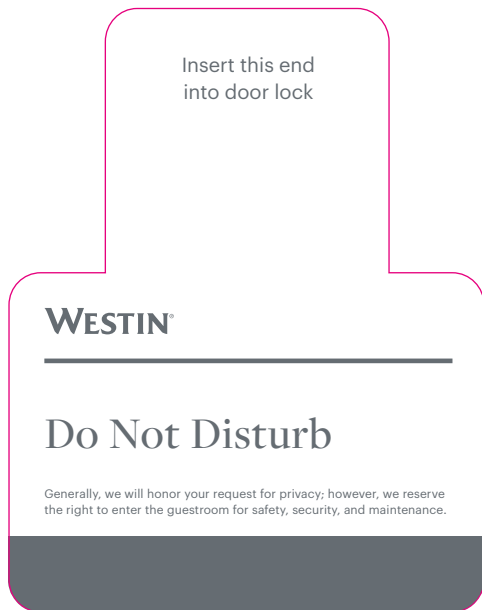 Insert this end
into door lock
WESTIN®
Do Not Disturb
Generally, we will honor your request for privacy; however, we reserve
the right to enter the guestroom for safety, security, and maintenance.